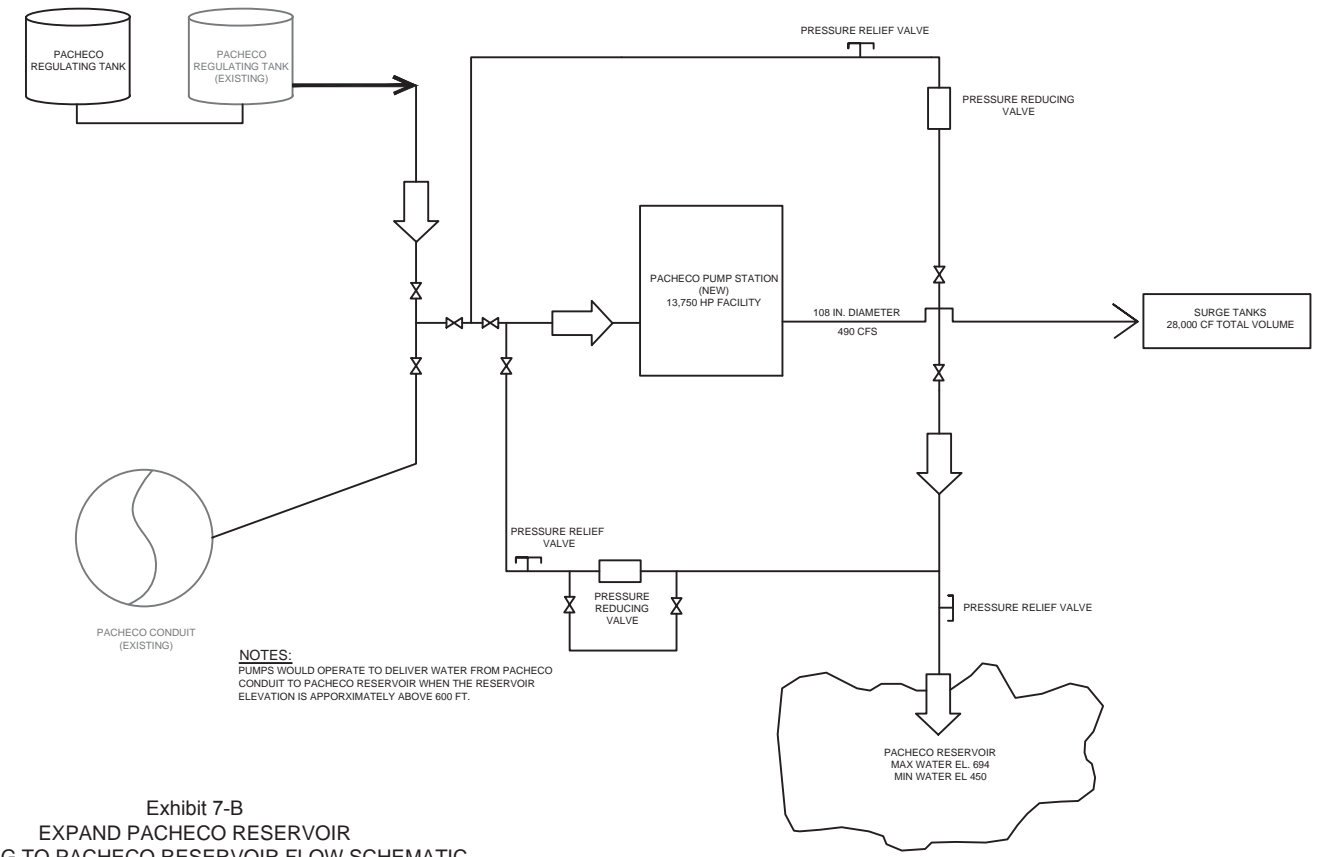 PACHECO
REGULATING TANK
PACHECO
REGULATING TANK
(EXISTING)
PRESSURE RELIEF VALVE
PRESSURE REDUCING
VALVE
PACHECO PUMP STATION
(NEW)
13,750 HP FACILITY
108 IN. DIAMETER
490 CFS
SURGE TANKS
28,000 CF TOTAL VOLUME
PRESSURE RELIEF
VALVE
PRESSURE
REDUCING
VALVE
PRESSURE RELIEF VALVE
PACHECO CONDUIT
(EXISTING)
NOTES:
PUMPS WOULD OPERATE TO DELIVER WATER FROM PACHECO
CONDUIT TO PACHECO RESERVOIR WHEN THE RESERVOIR
ELEVATION IS APPORXIMATELY ABOVE 600 FT.
PACHECO RESERVOIR
MAX WATER EL. 694
MIN WATER EL 450
Exhibit 7-B
EXPAND PACHECO RESERVOIR
G TO PACHECO RESERVOIR FLOW SCHEMATIC